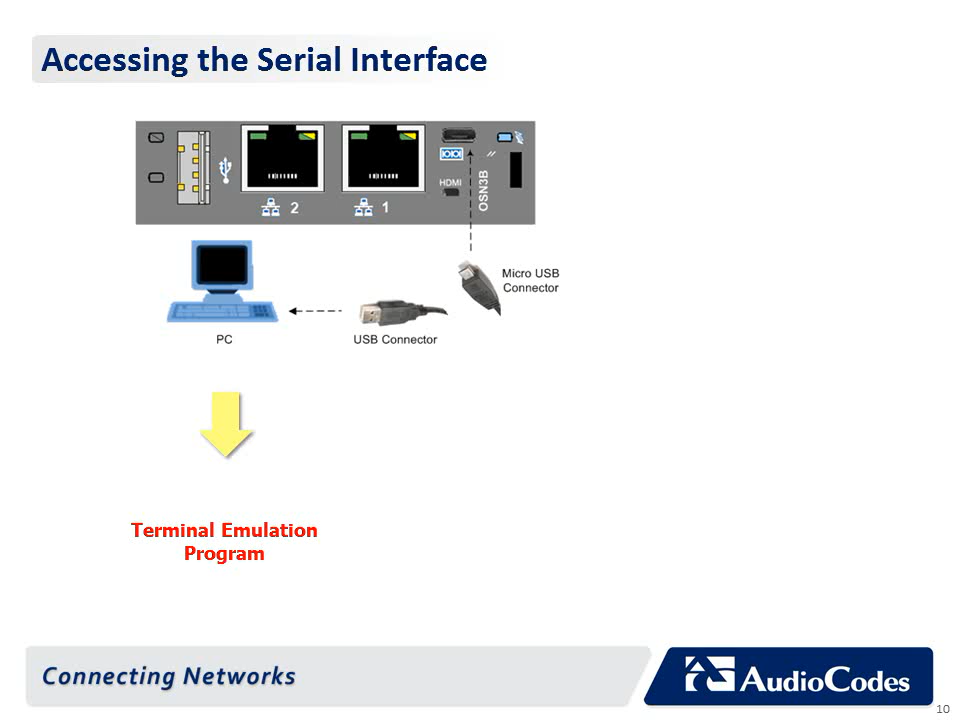 Accessing the Serial Interface
HDMI
OSN3B
2
1
Micro USB
Connector
PC
USB Connector
Terminal Emulation
Program
Connecting Networks
AudioCodes
10